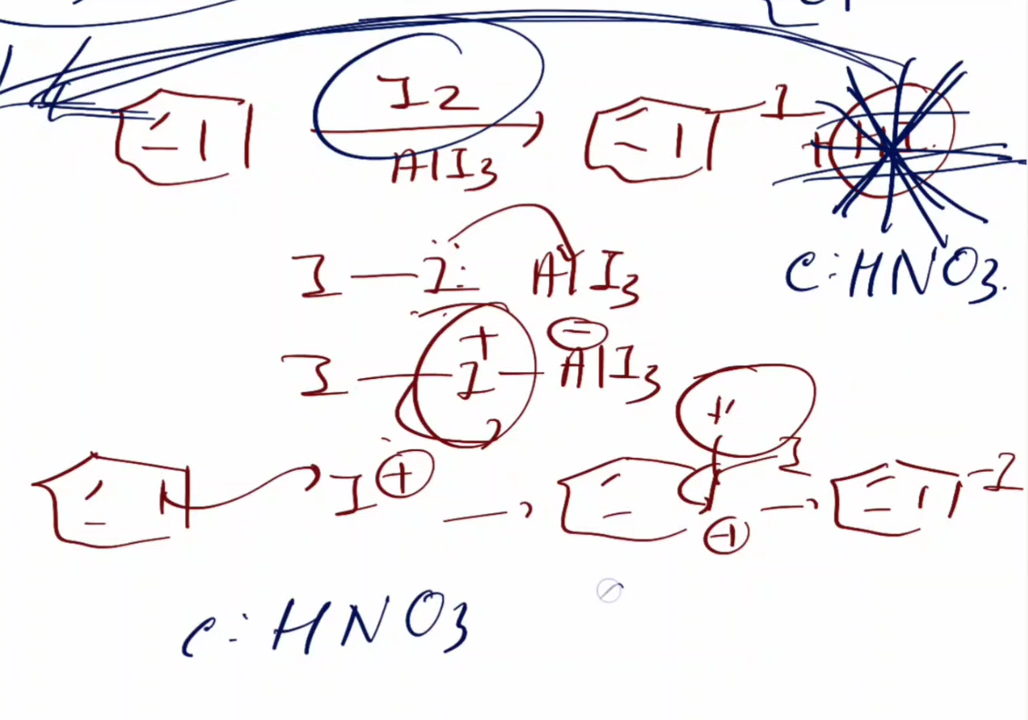 I2
AlI3
I
HI
C:HNO3.
I—I: AlI3
I—I—AlI3
+ −
H
I
I ⊕
⊕
I
C:HNO3